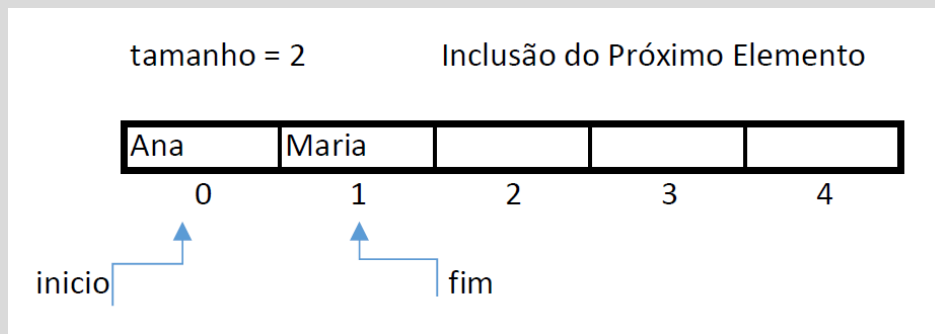 tamanho = 2 Inclusão do Próximo Elemento
Ana Maria
0 1 2 3 4
inicio fim